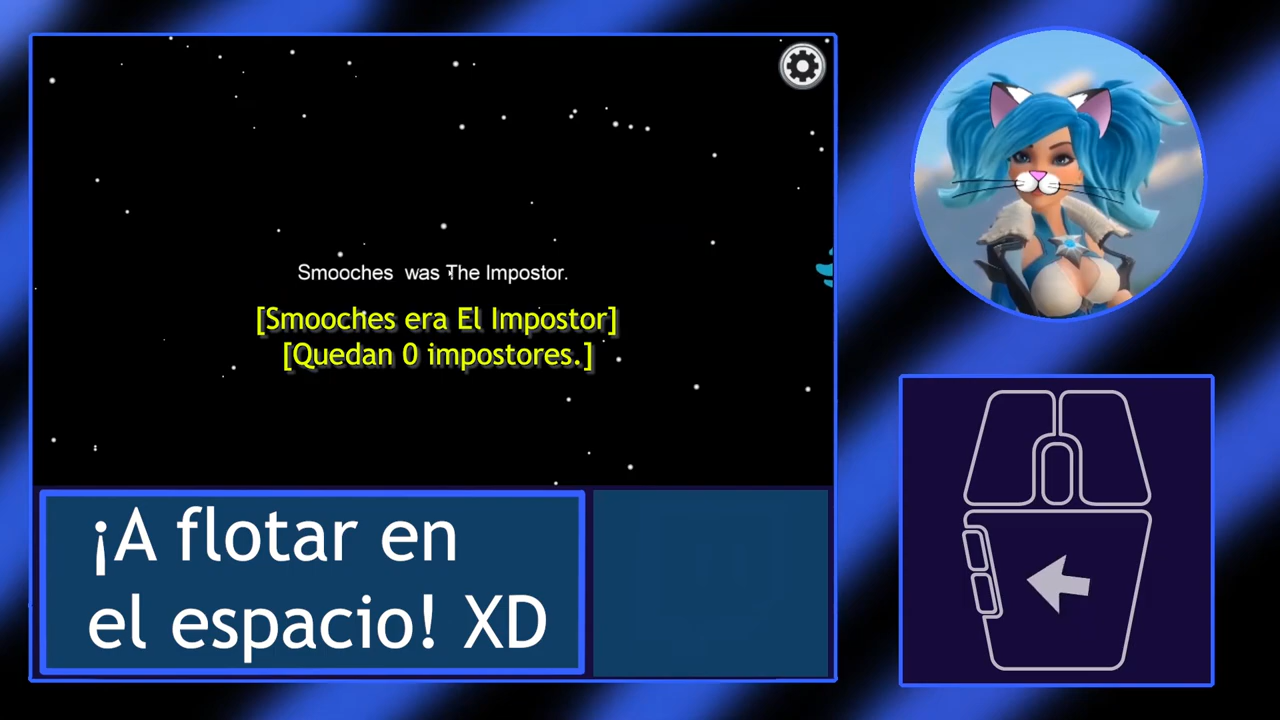 Smooches was The Impostor.
[Smooches era El Impostor]
[Quedan 0 impostores.]
¡A flotar en
el espacio! XD